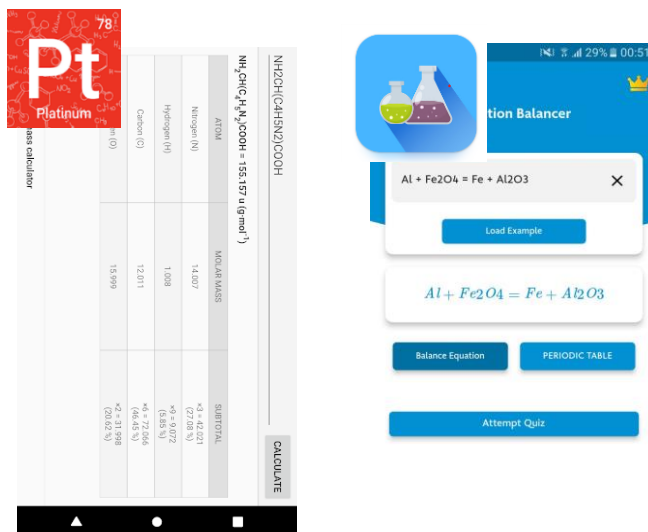 78
Pt
Platinum
NH2CH(C4H5N2)COOH
CALCULATE
NH₂CH(C₄H₅N₂)COOH = 155.157 u (g·mol⁻¹)
ATOM MOLAR MASS SUBTOTAL
Nitrogen (N) 14.007 ×3 = 42.021 (27.08 %)
Hydrogen (H) 1.008 ×9 = 9.072 (5.85 %)
Carbon (C) 12.011 ×6 = 72.066 (46.45 %)
(O) 15.999 ×2 = 31.998 (20.62 %)
calculator
29% 00:51
tion Balancer
Al + Fe2O4 = Fe + Al2O3 ×
Load Example
Al + Fe2O4 = Fe + Al2O3
Balance Equation PERIODIC TABLE
Attempt Quiz